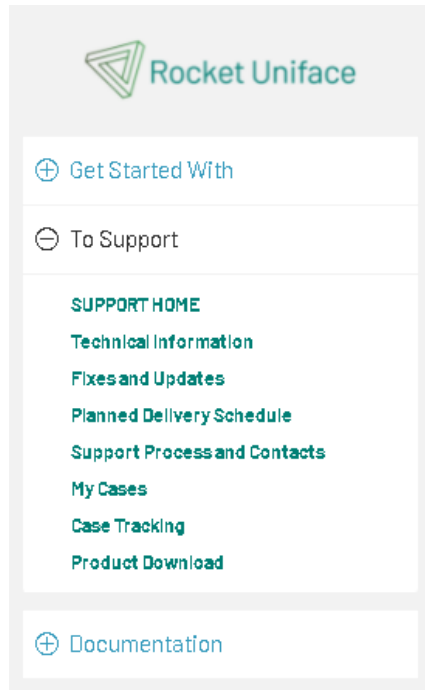 Rocket Uniface
Get Started With
To Support
SUPPORT HOME
Technical Information
Fixes and Updates
Planned Delivery Schedule
Support Process and Contacts
My Cases
Case Tracking
Product Download
Documentation